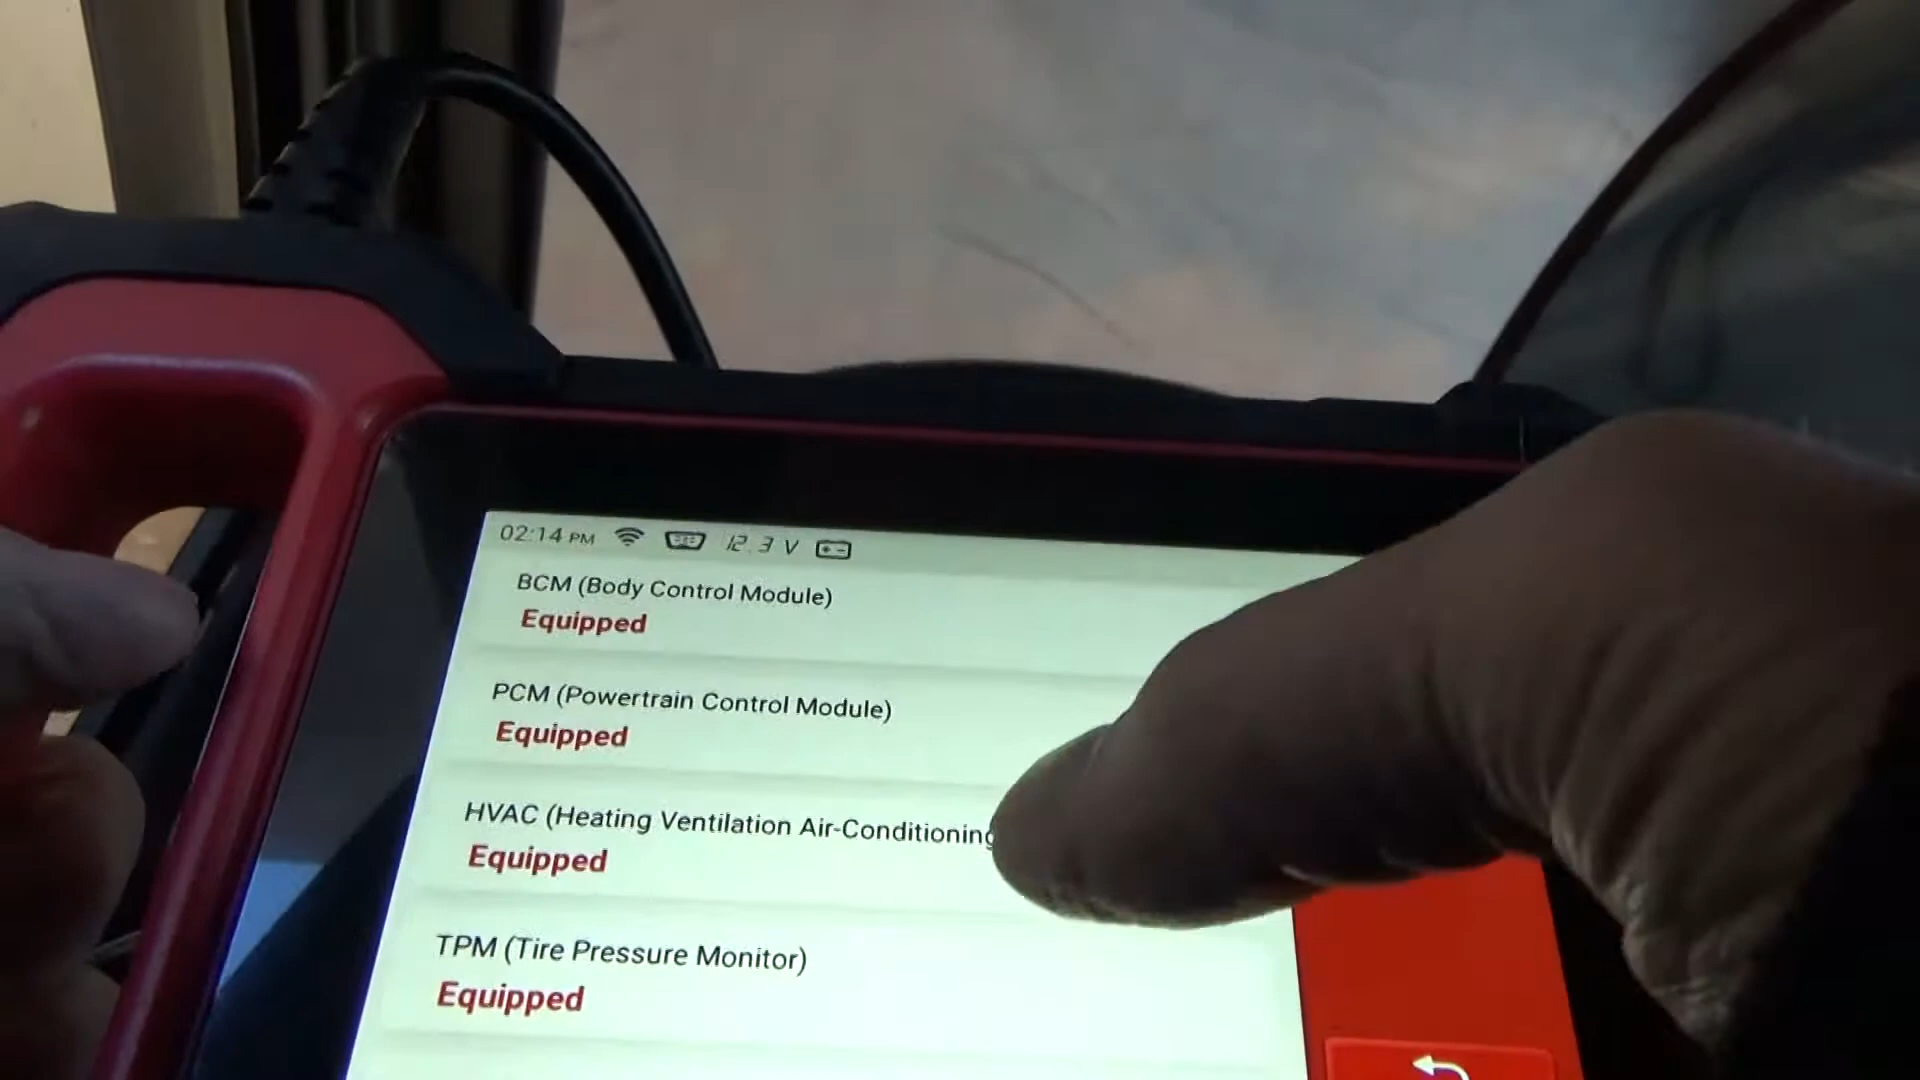 02:14 PM 12.3 V
BCM (Body Control Module)
Equipped
PCM (Powertrain Control Module)
Equipped
HVAC (Heating Ventilation Air-Conditioning
Equipped
TPM (Tire Pressure Monitor)
Equipped